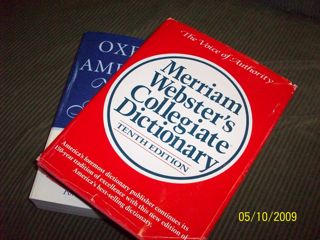 The Voice of Authority
Merriam
Webster's
Collegiate
Dictionary
TENTH EDITION
America's foremost dictionary publisher continues its
150-year tradition of excellence with this new edition of
America's best-selling dictionary.
OX
AM
05/10/2009